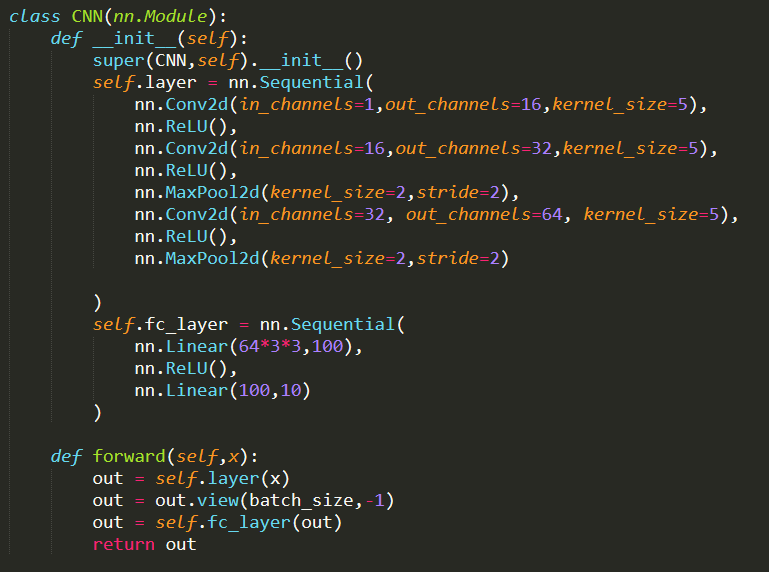 class CNN(nn.Module):
    def __init__(self):
        super(CNN,self).__init__()
        self.layer = nn.Sequential(
            nn.Conv2d(in_channels=1,out_channels=16,kernel_size=5),
            nn.ReLU(),
            nn.Conv2d(in_channels=16,out_channels=32,kernel_size=5),
            nn.ReLU(),
            nn.MaxPool2d(kernel_size=2,stride=2),
            nn.Conv2d(in_channels=32, out_channels=64, kernel_size=5),
            nn.ReLU(),
            nn.MaxPool2d(kernel_size=2,stride=2)
        )
        self.fc_layer = nn.Sequential(
            nn.Linear(64*3*3,100),
            nn.ReLU(),
            nn.Linear(100,10)
        )
    def forward(self,x):
        out = self.layer(x)
        out = out.view(batch_size,-1)
        out = self.fc_layer(out)
        return out